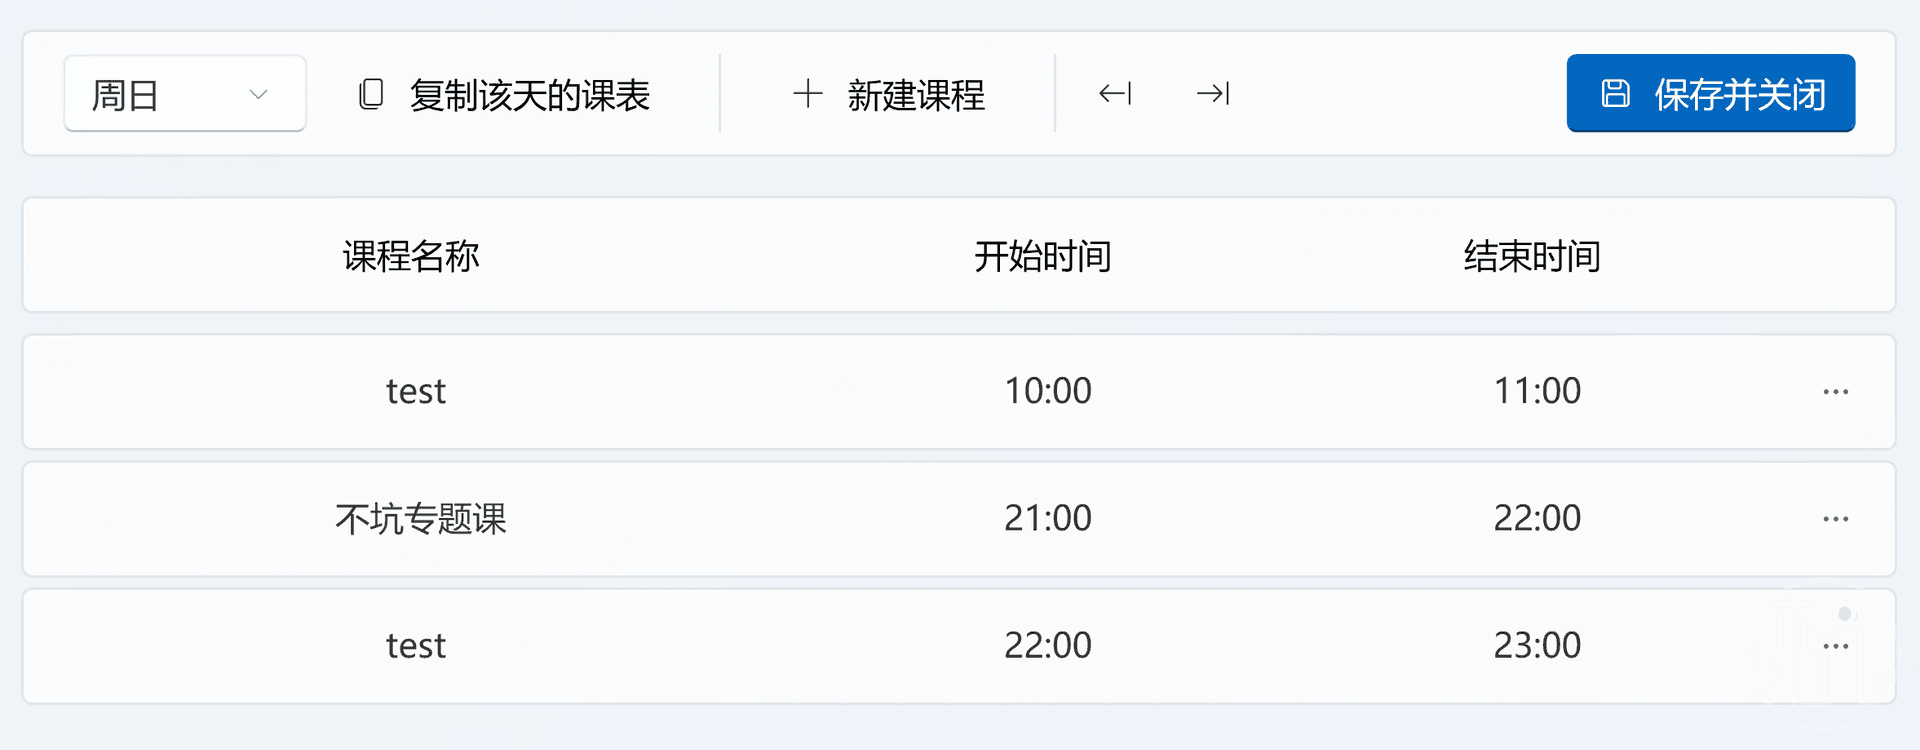 周日 复制该天的课表 新建课程 保存并关闭
课程名称 开始时间 结束时间
test 10:00 11:00
不坑专题课 21:00 22:00
test 22:00 23:00